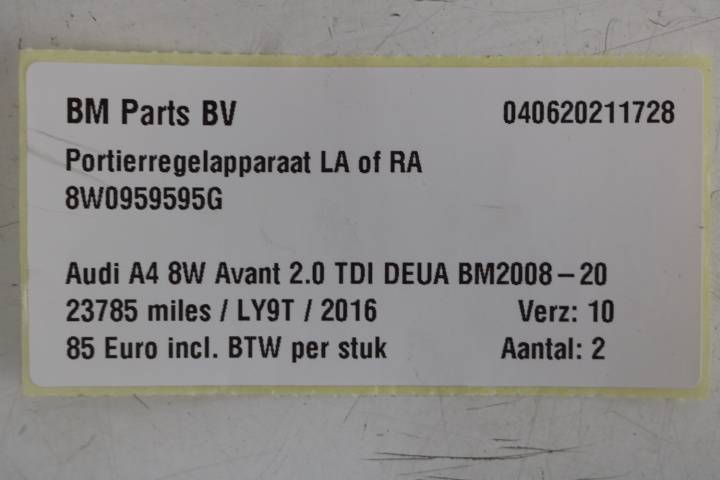 BM Parts BV 040620211728
Portierregelapparaat LA of RA
8W0959595G
Audi A4 8W Avant 2.0 TDI DEUA BM2008-20
23785 miles / LY9T / 2016 Verz: 10
85 Euro incl. BTW per stuk Aantal: 2